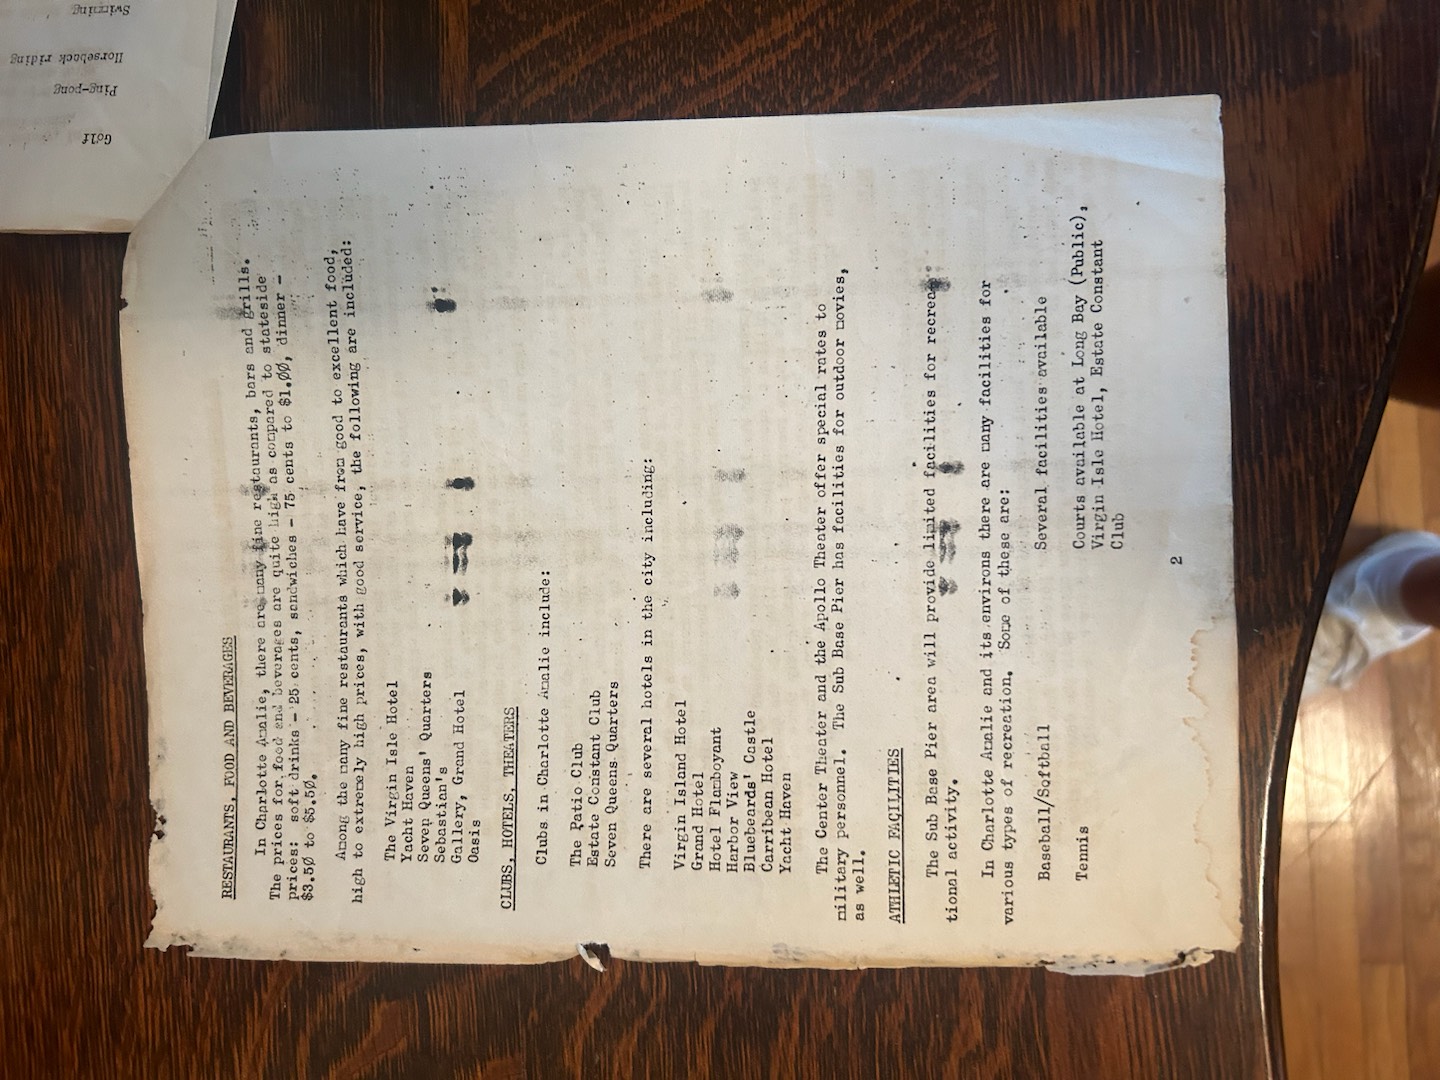 RESTAURANTS, FOOD AND BEVERAGES
In Charlotte Amalie, there are many fine restaurants, bars and grills.
The prices for food and beverages are quite high as compared to stateside
prices: soft drinks - 25 cents, sandwiches - 75 cents to $1.00, dinner -
$3.50 to $5.50.
Among the many fine restaurants which have from good to excellent food,
high to extremely high prices, with good service, the following are included:
The Virgin Isle Hotel
Yacht Haven
Seven Queens' Quarters
Sebastian's
Gallery, Grand Hotel
Oasis
CLUBS, HOTELS, THEATERS
Clubs in Charlotte Amalie include:
The Patio Club
Estate Constant Club
Seven Queens Quarters
There are several hotels in the city including:
Virgin Island Hotel
Grand Hotel
Hotel Flamboyant
Harbor View
Bluebeards' Castle
Carribean Hotel
Yacht Haven
The Center Theater and the Apollo Theater offer special rates to
military personnel. The Sub Base Pier has facilities for outdoor movies,
as well.
ATHLETIC FACILITIES
The Sub Base Pier area will provide limited facilities for recrea-
tional activity.
In Charlotte Amalie and its environs there are many facilities for
various types of recreation. Some of these are:
Baseball/Softball Several facilities available
Tennis Courts available at Long Bay (Public),
Virgin Isle Hotel, Estate Constant
Club
2
Golf
Ping-pong
Horseback riding
Swimming